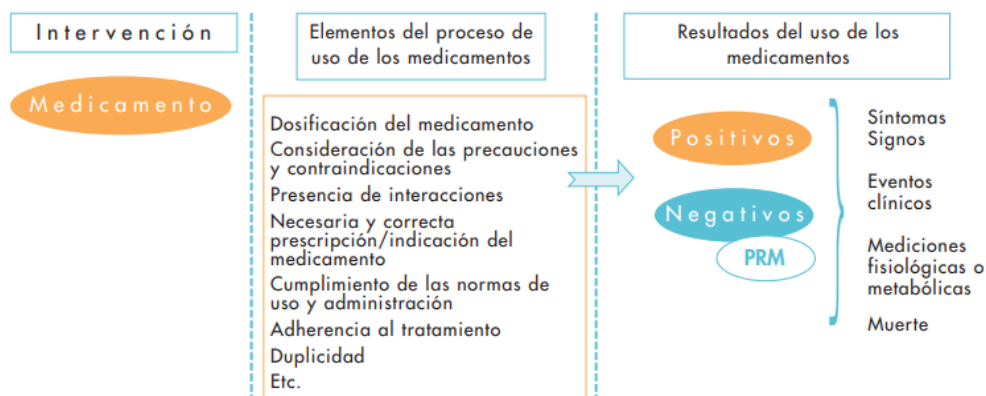 Intervención
Medicamento
Elementos del proceso de
uso de los medicamentos
Dosificación del medicamento
Consideración de las precauciones
y contraindicaciones
Presencia de interacciones
Necesaria y correcta
prescripción/indicación del
medicamento
Cumplimiento de las normas de
uso y administración
Adherencia al tratamiento
Duplicidad
Etc.
Resultados del uso de los
medicamentos
Positivos
Negativos
PRM
Síntomas
Signos
Eventos
clínicos
Mediciones
fisiológicas o
metabólicas
Muerte